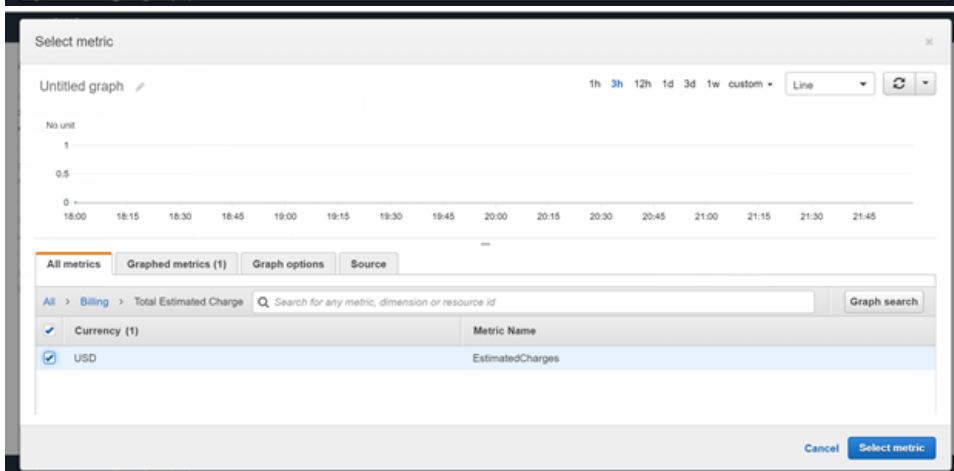 Select metric ×
Untitled graph
1h 3h 12h 1d 3d 1w custom Line
No unit
1
0.5
0
18:00 18:15 18:30 18:45 19:00 19:15 19:30 19:45 20:00 20:15 20:30 20:45 21:00 21:15 21:30 21:45
All metrics Graphed metrics (1) Graph options Source
All > Billing > Total Estimated Charge Search for any metric, dimension or resource id Graph search
Currency (1) Metric Name
USD EstimatedCharges
Cancel Select metric